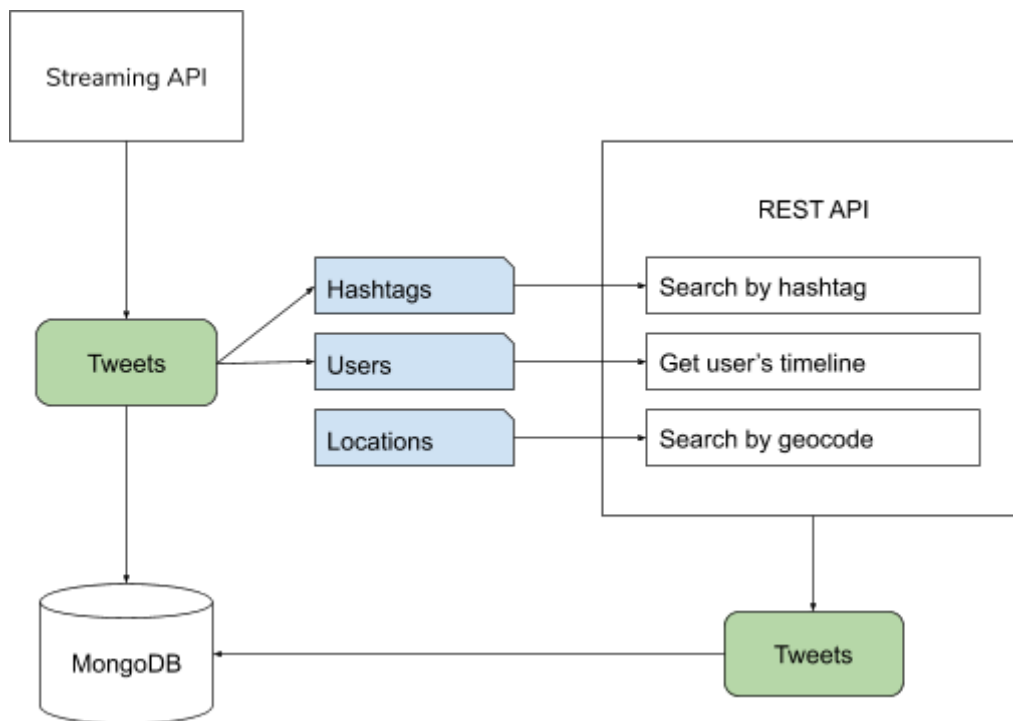 Streaming API
REST API
Hashtags
Search by hashtag
Tweets
Users
Get user’s timeline
Locations
Search by geocode
MongoDB
Tweets